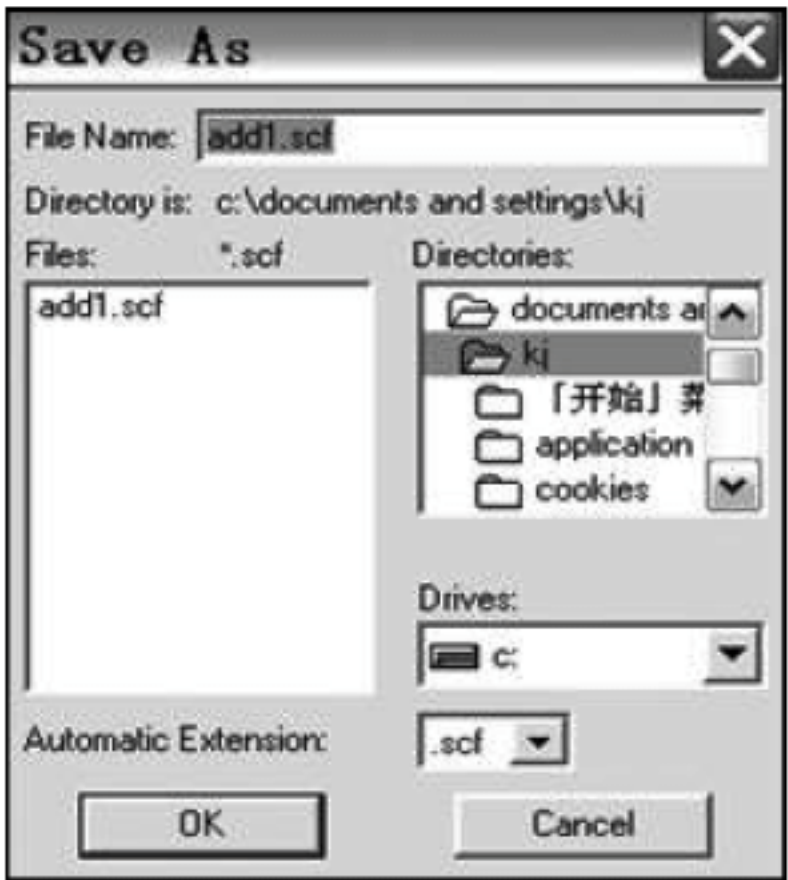 Save As
File Name: add1.scf
Directory is: c:\documents and settings\kj
Files: *.scf
Directories:
add1.scf
documents ar
kj
「开始」菜
application
cookies
Drives:
c:
Automatic Extension: .scf
OK Cancel